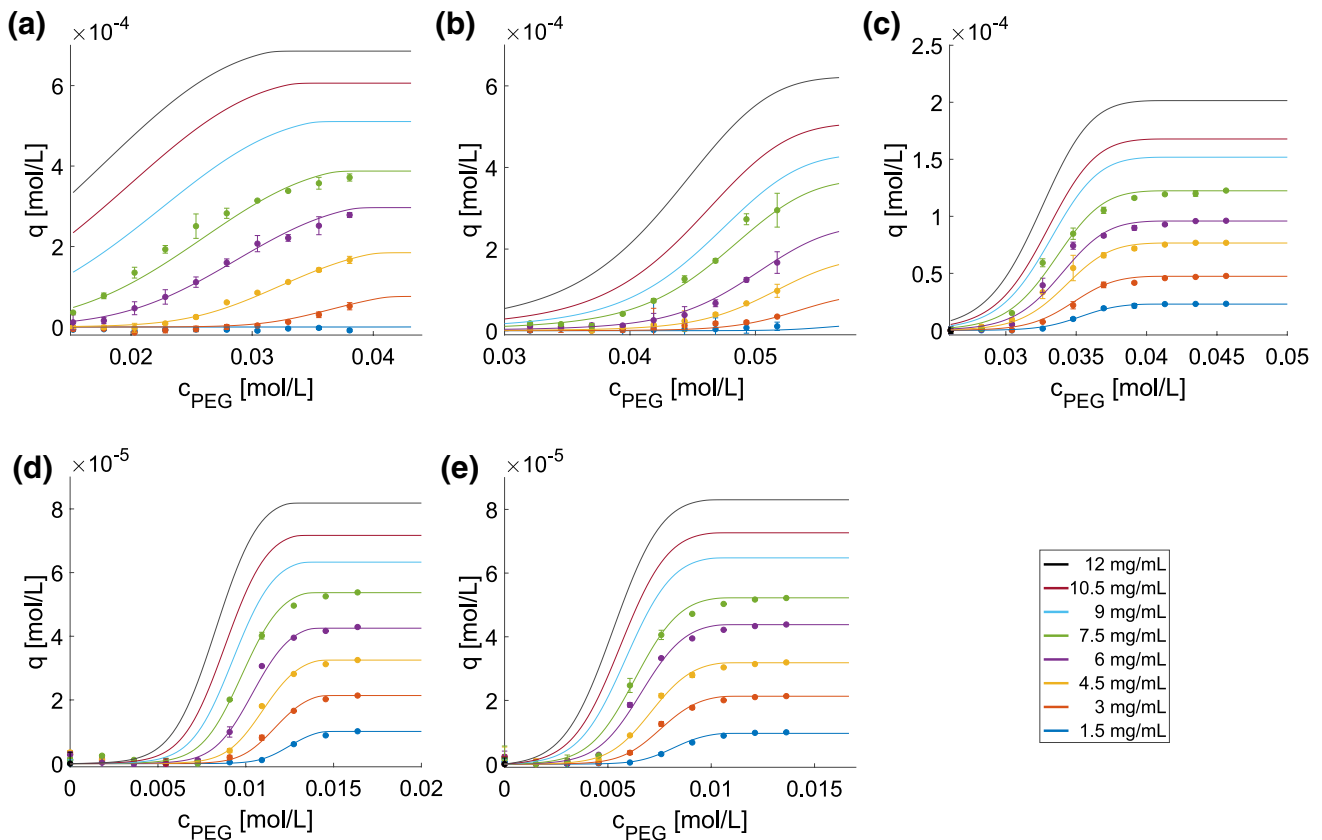 (a)
×10⁻⁴
6
4
2
0
q [mol/L]
0.02
0.03
0.04
c_PEG [mol/L]
(b)
×10⁻⁴
6
4
2
0
q [mol/L]
0.03
0.04
0.05
c_PEG [mol/L]
(c)
×10⁻⁴
2.5
2
1.5
1
0.5
0
q [mol/L]
0.03
0.035
0.04
0.045
0.05
c_PEG [mol/L]
(d)
×10⁻⁵
8
6
4
2
0
q [mol/L]
0
0.005
0.01
0.015
0.02
c_PEG [mol/L]
(e)
×10⁻⁵
8
6
4
2
0
q [mol/L]
0
0.005
0.01
0.015
c_PEG [mol/L]
12 mg/mL
10.5 mg/mL
9 mg/mL
7.5 mg/mL
6 mg/mL
4.5 mg/mL
3 mg/mL
1.5 mg/mL